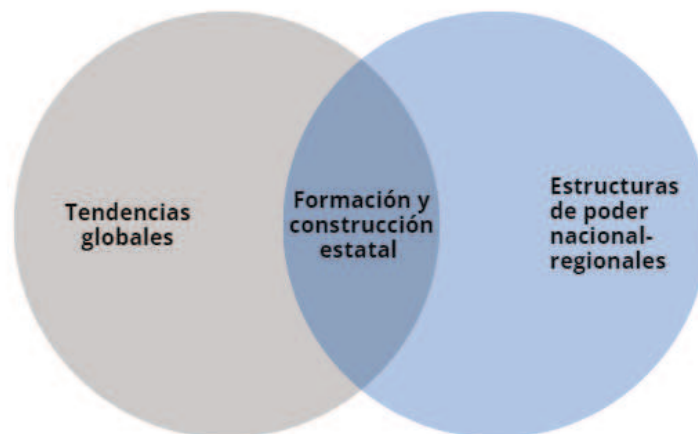 Tendencias
globales
Formación y
construcción
estatal
Estructuras
de poder
nacional-
regionales